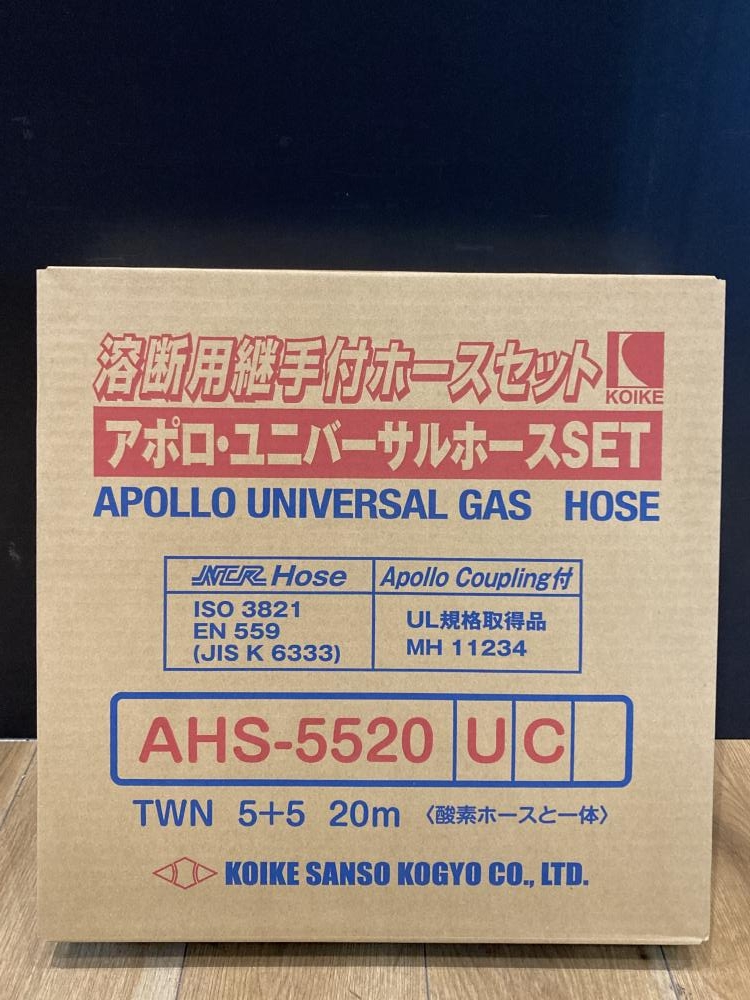 溶断用継手付ホースセット
KOIKE
アポロ・ユニバーサルホースSET
APOLLO UNIVERSAL GAS HOSE
NCR Hose
Apollo Coupling付
ISO 3821
EN 559
(JIS K 6333)
UL規格取得品
MH 11234
AHS-5520 U C
TWN 5+5 20m 〈酸素ホースと一体〉
KOIKE SANSO KOGYO CO., LTD.